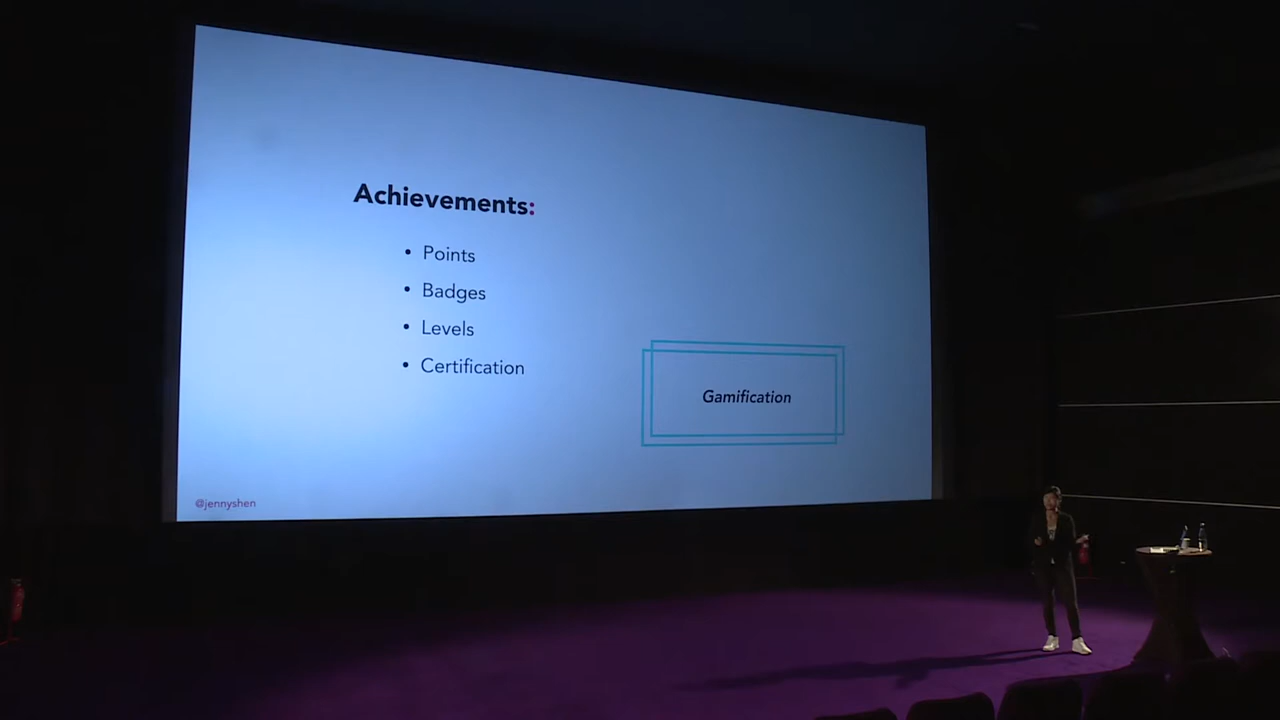 Achievements:
• Points
• Badges
• Levels
• Certification
Gamification
@jennyshen